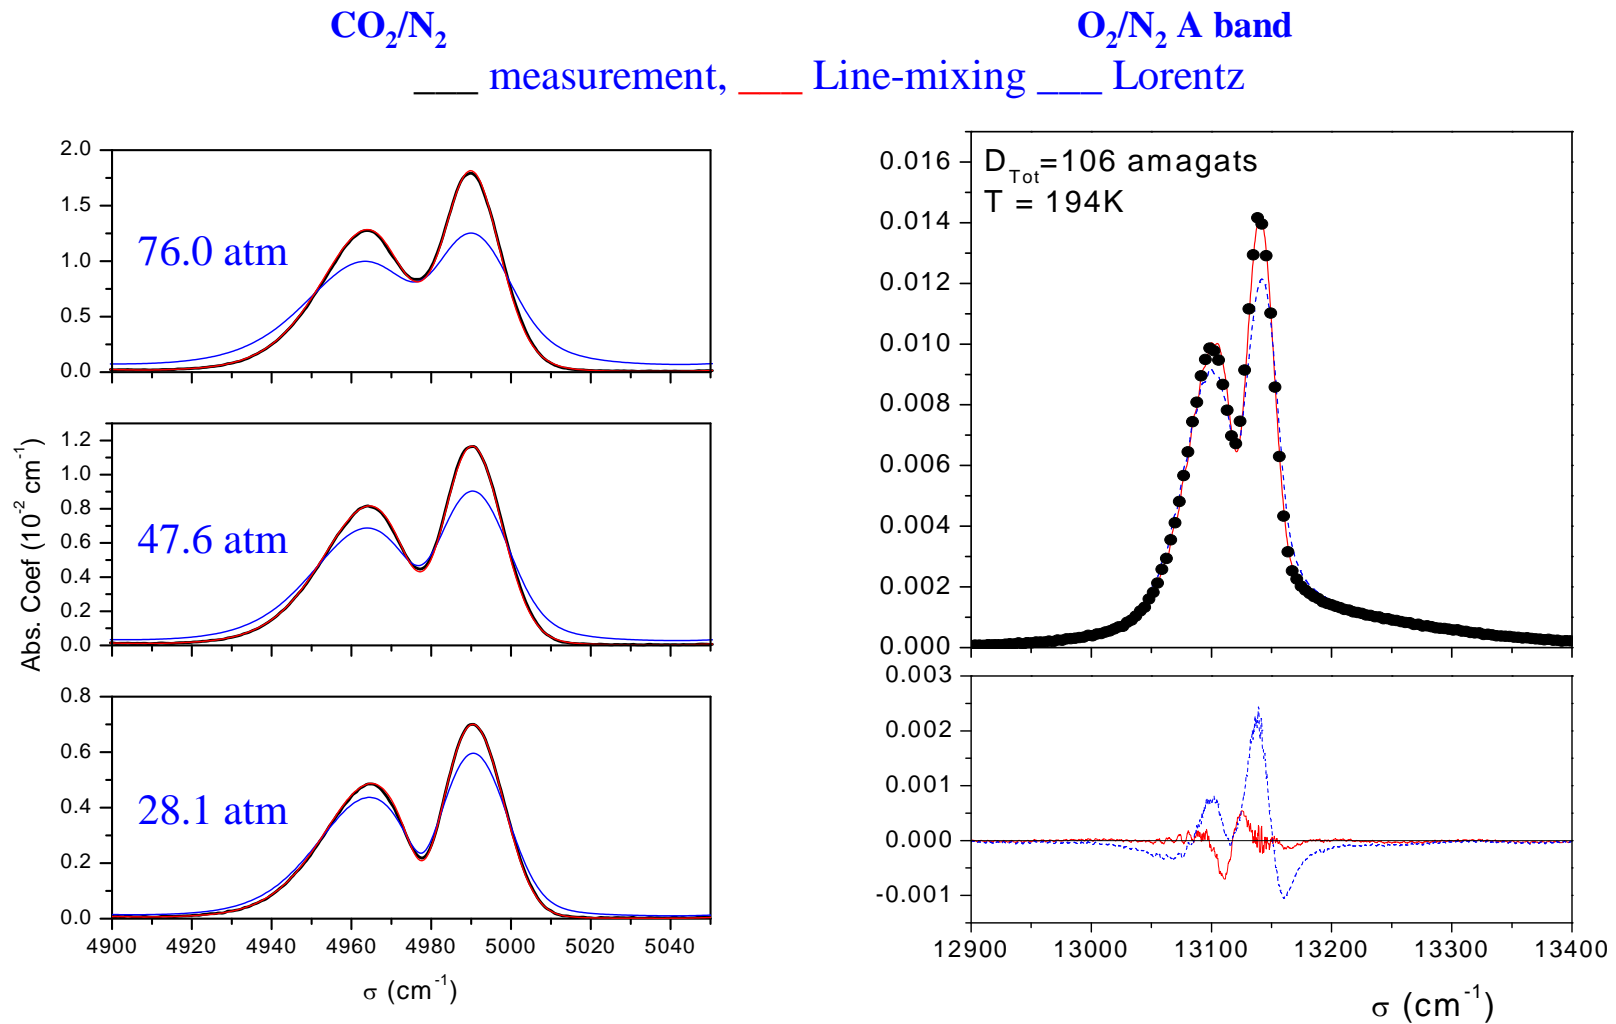 CO₂/N₂
O₂/N₂ A band
___ measurement, ___ Line-mixing ___ Lorentz
2.0
1.5
1.0
0.5
0.0
76.0 atm
1.2
1.0
0.8
0.6
0.4
0.2
0.0
47.6 atm
0.8
0.6
0.4
0.2
0.0
28.1 atm
Abs. Coef (10⁻² cm⁻¹)
4900 4920 4940 4960 4980 5000 5020 5040
σ (cm⁻¹)
D_Tot=106 amagats
T = 194K
0.016
0.014
0.012
0.010
0.008
0.006
0.004
0.002
0.000
0.003
0.002
0.001
0.000
-0.001
12900 13000 13100 13200 13300 13400
σ (cm⁻¹)